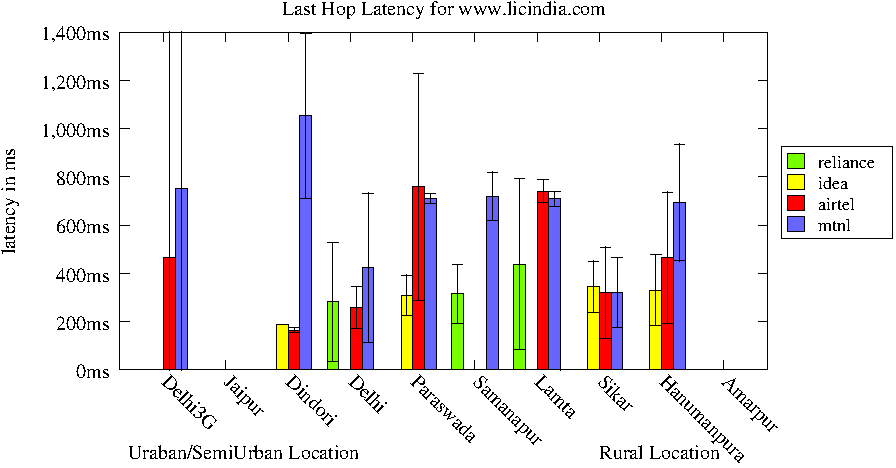 Last Hop Latency for www.licindia.com
1,400ms
1,200ms
1,000ms
800ms
600ms
400ms
200ms
0ms
latency in ms
reliance
idea
airtel
mtnl
Delhi3G
Jaipur
Dindori
Delhi
Paraswada
Samanapur
Lamta
Sikar
Hanumanpura
Amarpur
Uraban/SemiUrban Location
Rural Location